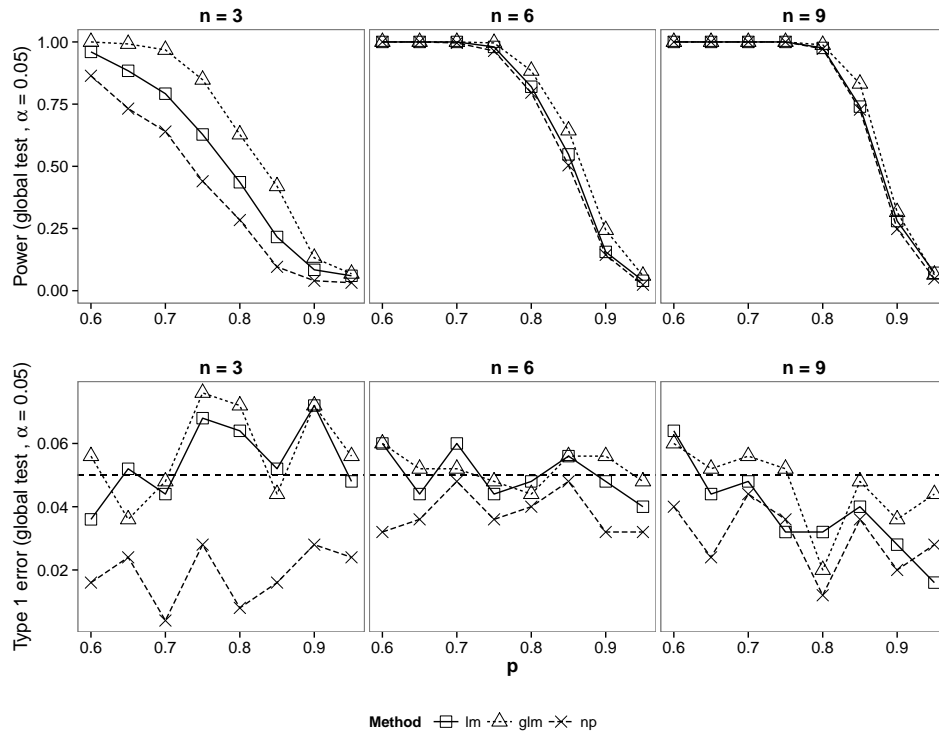 n = 3 n = 6 n = 9
Power (global test , α = 0.05)
1.00
0.75
0.50
0.25
0.00
0.6 0.7 0.8 0.9 0.6 0.7 0.8 0.9 0.6 0.7 0.8 0.9
n = 3 n = 6 n = 9
Type 1 error (global test , α = 0.05)
0.06
0.04
0.02
0.6 0.7 0.8 0.9 0.6 0.7 0.8 0.9 0.6 0.7 0.8 0.9
p
Method lm glm np